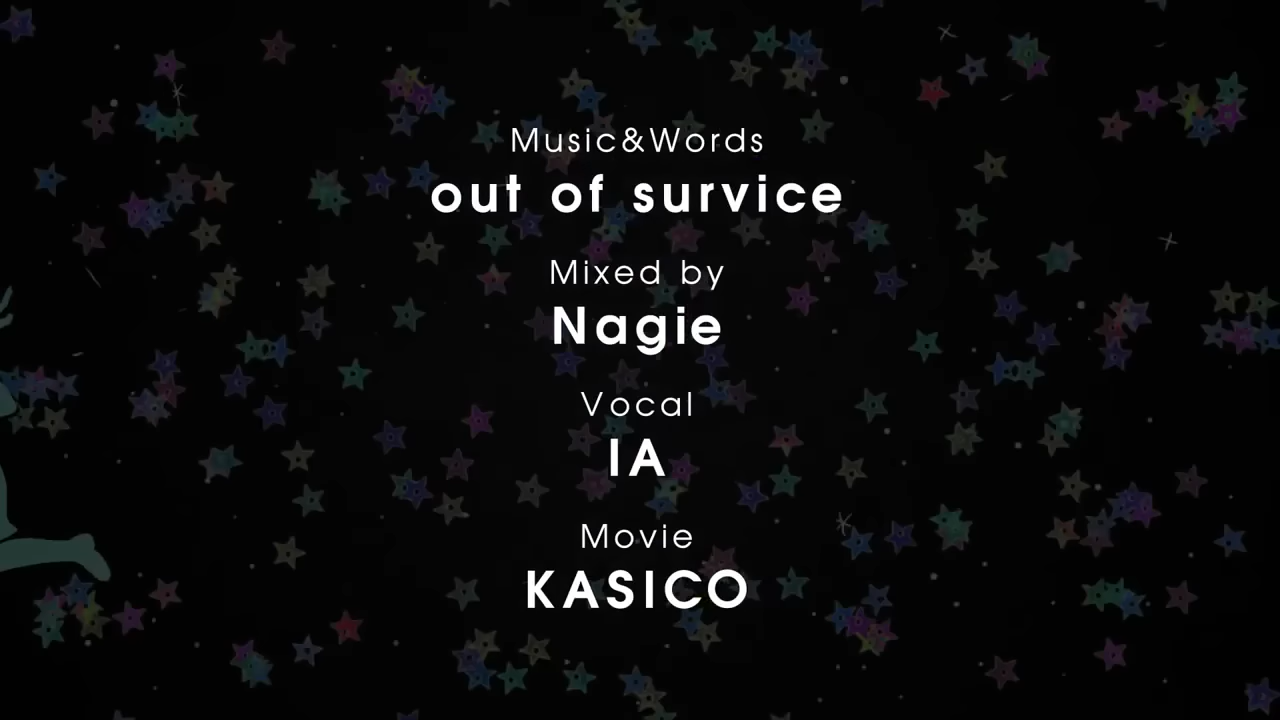 Music&Words
out of survice
Mixed by
Nagie
Vocal
IA
Movie
KASICO